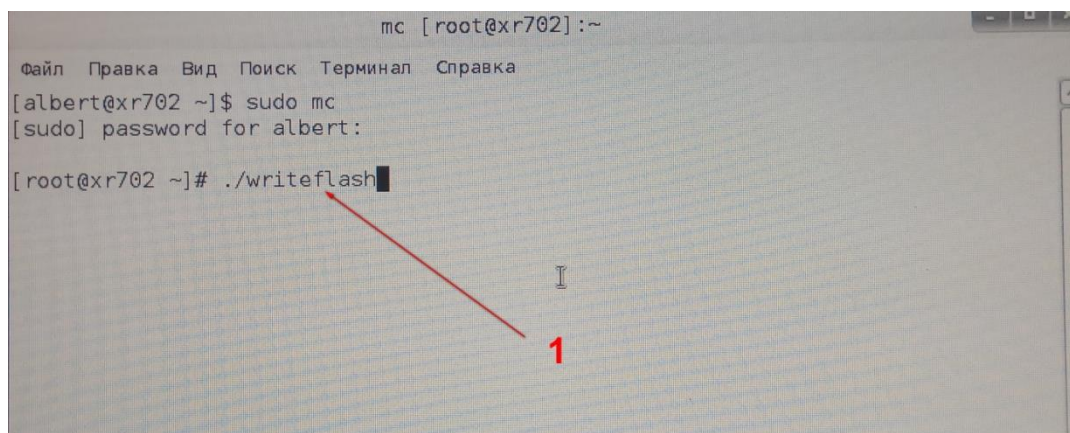 mc [root@xr702]:~
Файл Правка Вид Поиск Терминал Справка
[albert@xr702 ~]$ sudo mc
[sudo] password for albert:
[root@xr702 ~]# ./writeflash
1